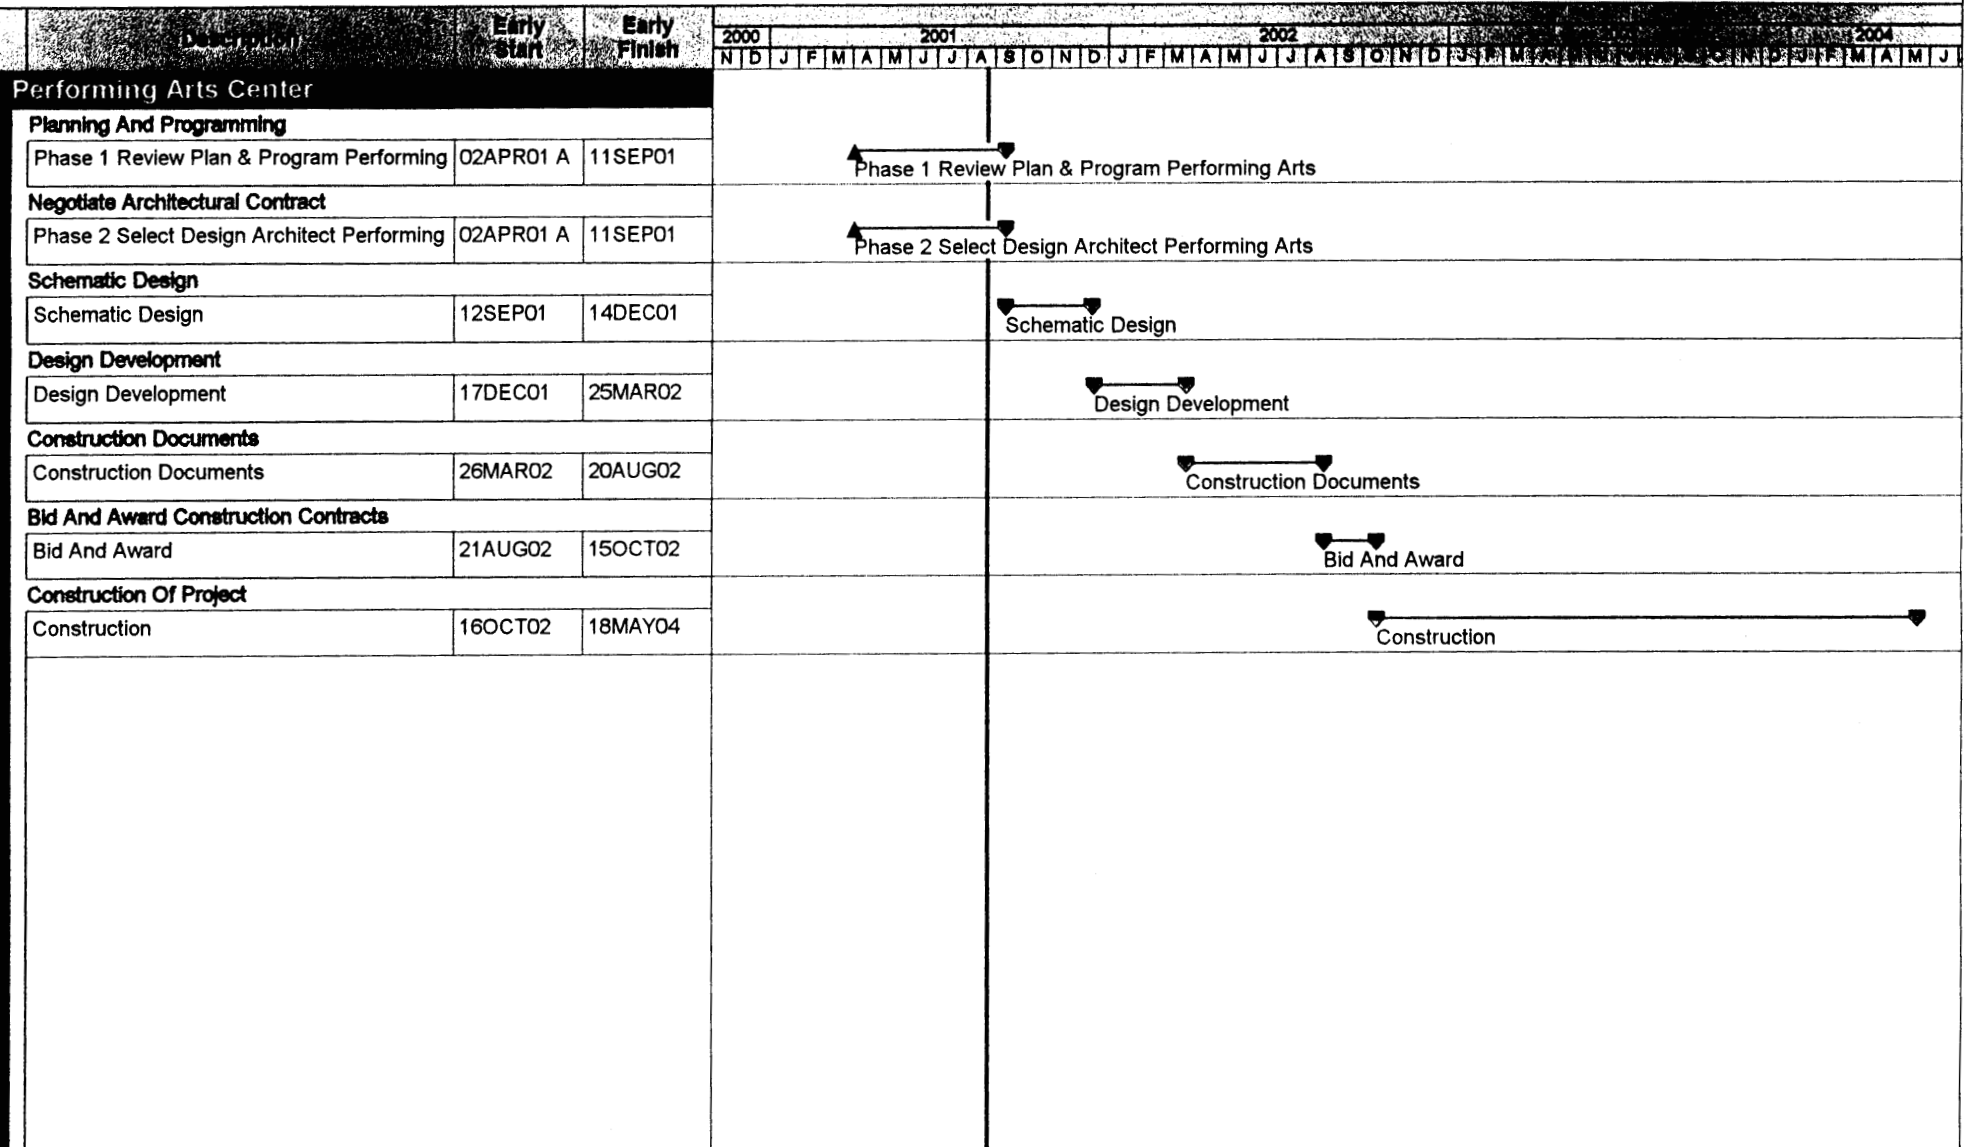 Description Early Start Early Finish
2000 2001 2002 2004
N D J F M A M J J A S O N D J F M A M J J A S O N D J F M A M J
Performing Arts Center
Planning And Programming
Phase 1 Review Plan & Program Performing 02APR01 A 11SEP01
Phase 1 Review Plan & Program Performing Arts
Negotiate Architectural Contract
Phase 2 Select Design Architect Performing 02APR01 A 11SEP01
Phase 2 Select Design Architect Performing Arts
Schematic Design
Schematic Design 12SEP01 14DEC01
Schematic Design
Design Development
Design Development 17DEC01 25MAR02
Design Development
Construction Documents
Construction Documents 26MAR02 20AUG02
Construction Documents
Bid And Award Construction Contracts
Bid And Award 21AUG02 15OCT02
Bid And Award
Construction Of Project
Construction 16OCT02 18MAY04
Construction